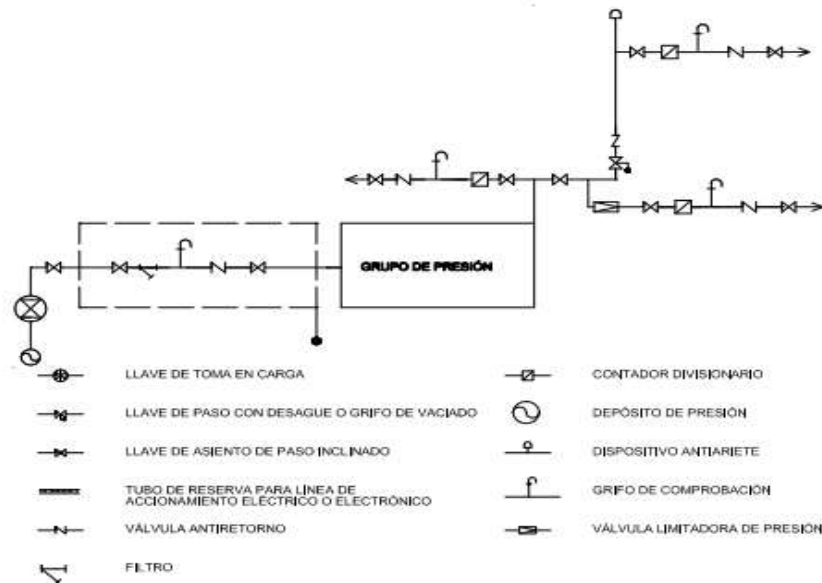 GRUPO DE PRESIÓN
LLAVE DE TOMA EN CARGA
LLAVE DE PASO CON DESAGUE O GRIFO DE VACIADO
LLAVE DE ASIENTO DE PASO INCLINADO
TUBO DE RESERVA PARA LÍNEA DE
ACCIONAMIENTO ELÉCTRICO O ELECTRÓNICO
VÁLVULA ANTIRETORNO
FILTRO
CONTADOR DIVISIONARIO
DEPÓSITO DE PRESIÓN
DISPOSITIVO ANTIARIETE
GRIFO DE COMPROBACIÓN
VÁLVULA LIMITADORA DE PRESIÓN